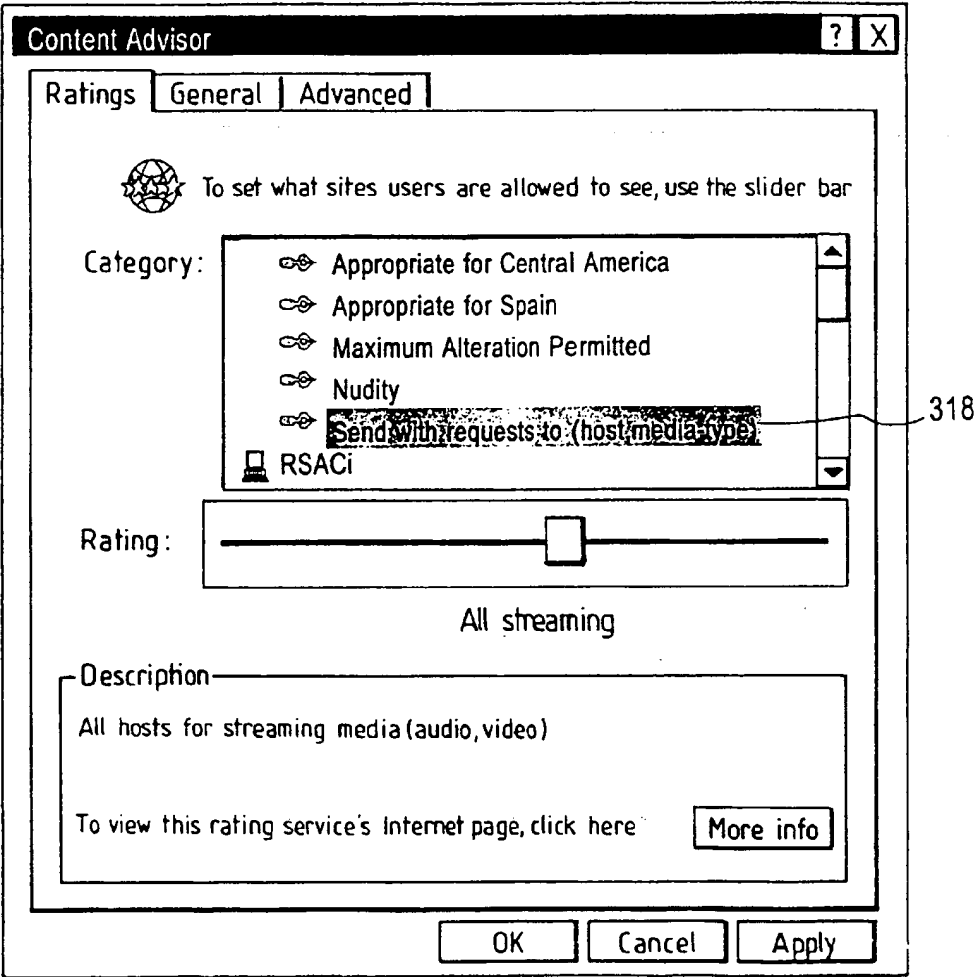 Content Advisor ? X
Ratings General Advanced
To set what sites users are allowed to see, use the slider bar
Category:
Appropriate for Central America
Appropriate for Spain
Maximum Alteration Permitted
Nudity
Send with requests to (host/media-type)
318
RSACi
Rating:
All streaming
Description
All hosts for streaming media (audio, video)
To view this rating service's Internet page, click here
More info
OK Cancel Apply